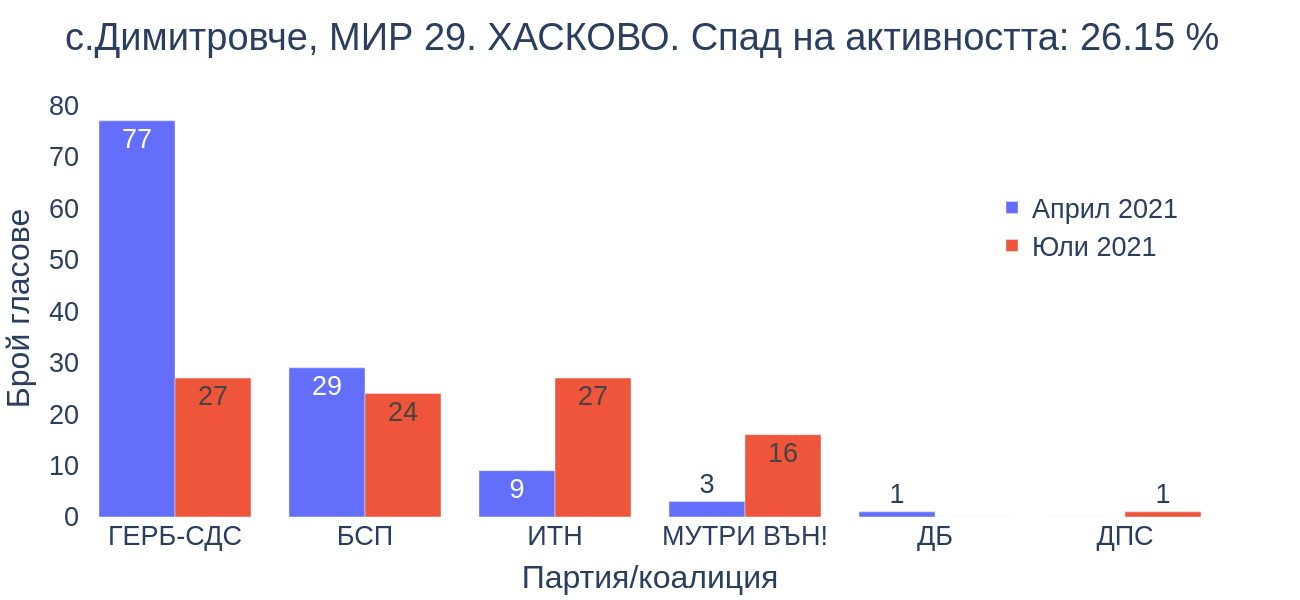 с.Димитровче, МИР 29. ХАСКОВО. Спад на активността: 26.15 %
Брой гласове
80
70
60
50
40
30
20
10
0
77
27
29
24
9
27
3
16
1
1
Април 2021
Юли 2021
ГЕРБ-СДС
БСП
ИТН
МУТРИ ВЪН!
ДБ
ДПС
Партия/коалиция